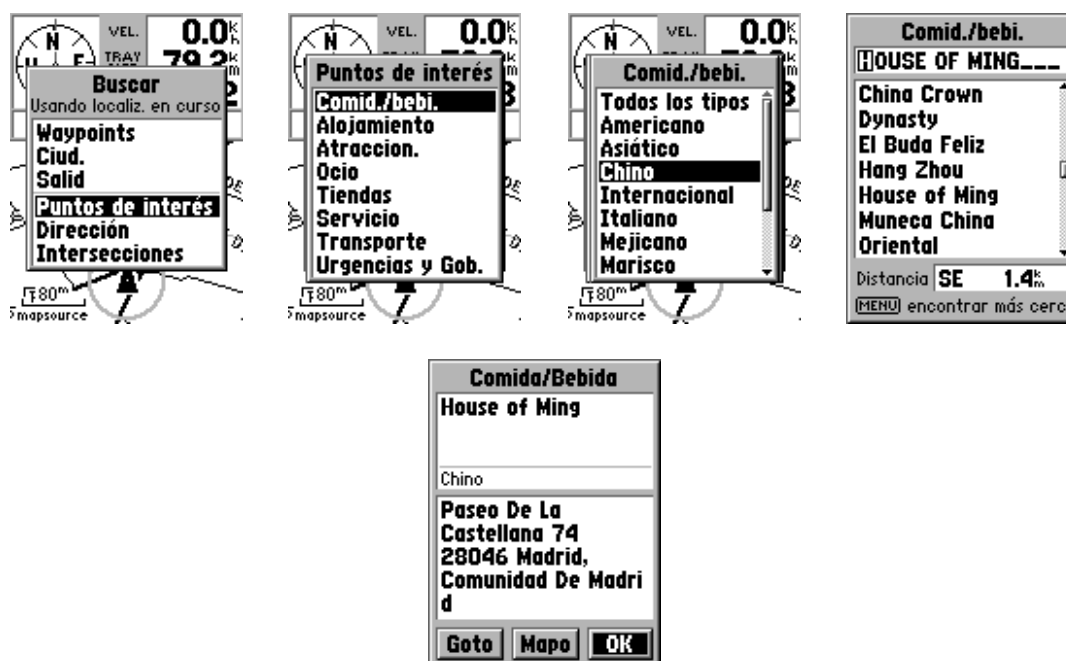 N
VEL. 0.0 k h
TRAY 79.2 k m
Buscar
Usando localiz. en curso
Waypoints
Ciud.
Salid
Puntos de interés
Dirección
Intersecciones
80m
mapsource
N
VEL. 0.0 k h
Puntos de interés
Comid./bebi.
Alojamiento
Atraccion.
Ocio
Tiendas
Servicio
Transporte
Urgencias y Gob.
80m
mapsource
N
VEL. 0.0 k h
Comid./bebi.
Todos los tipos
Americano
Asiático
Chino
Internacional
Italiano
Mejicano
Marisco
80m
mapsource
Comid./bebi.
HOUSE OF MING___
China Crown
Dynasty
El Buda Feliz
Hang Zhou
House of Ming
Muneca China
Oriental
Distancia SE 1.4 k m
MENU encontrar más cerc
Comida/Bebida
House of Ming
Chino
Paseo De La
Castellana 74
28046 Madrid,
Comunidad De Madri
d
Goto Mapa OK